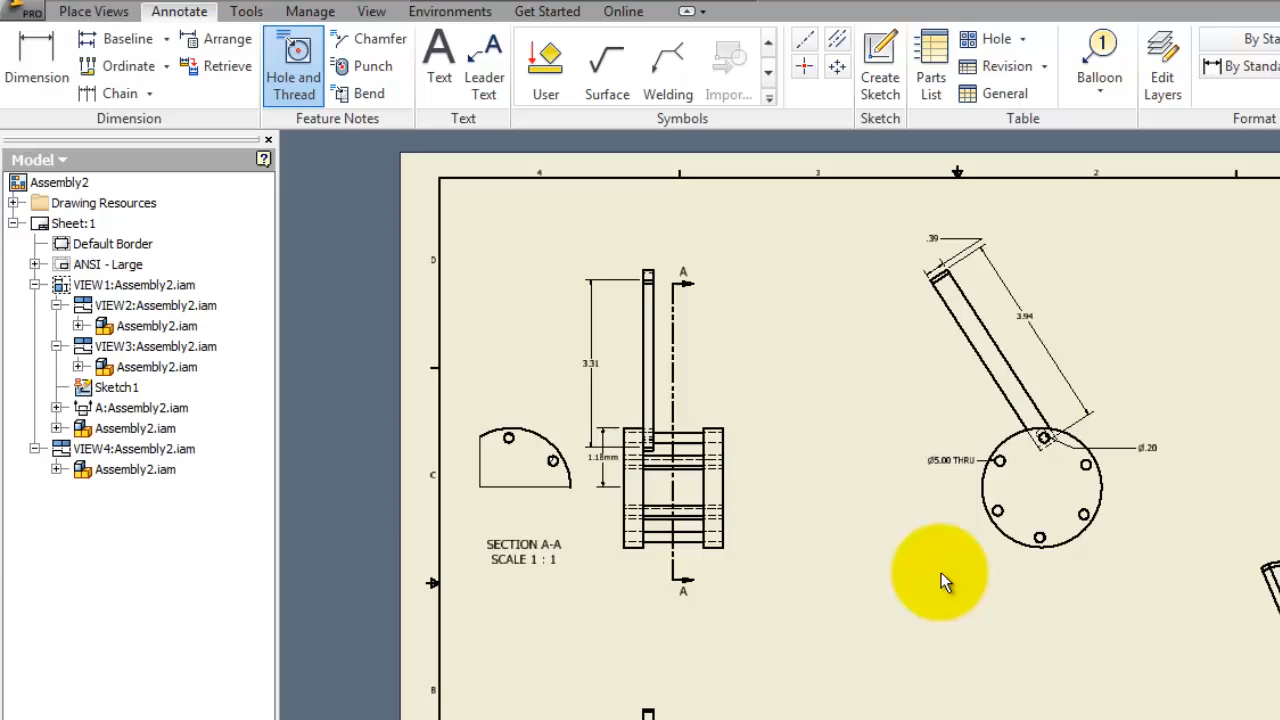 PRO
Place Views Annotate Tools Manage View Environments Get Started Online
Dimension
Baseline
Ordinate
Chain
Arrange
Retrieve
Dimension
Hole and
Thread
Chamfer
Punch
Bend
Feature Notes
A
A
Text
Leader
Text
Text
User
Surface
Welding
Impor...
Symbols
Create
Sketch
Sketch
Parts
List
Hole
Revision
General
Table
1
Balloon
Edit
Layers
By Sta
By Standa
Format
Model
?
Assembly2
Drawing Resources
Sheet:1
Default Border
ANSI - Large
VIEW1:Assembly2.iam
VIEW2:Assembly2.iam
Assembly2.iam
VIEW3:Assembly2.iam
Assembly2.iam
Sketch1
A:Assembly2.iam
Assembly2.iam
VIEW4:Assembly2.iam
Assembly2.iam
4
3
2
D
C
B
A
3.31
1.18mm
SECTION A-A
SCALE 1 : 1
A
.39
3.94
Ø.20
Ø5.00 THRU